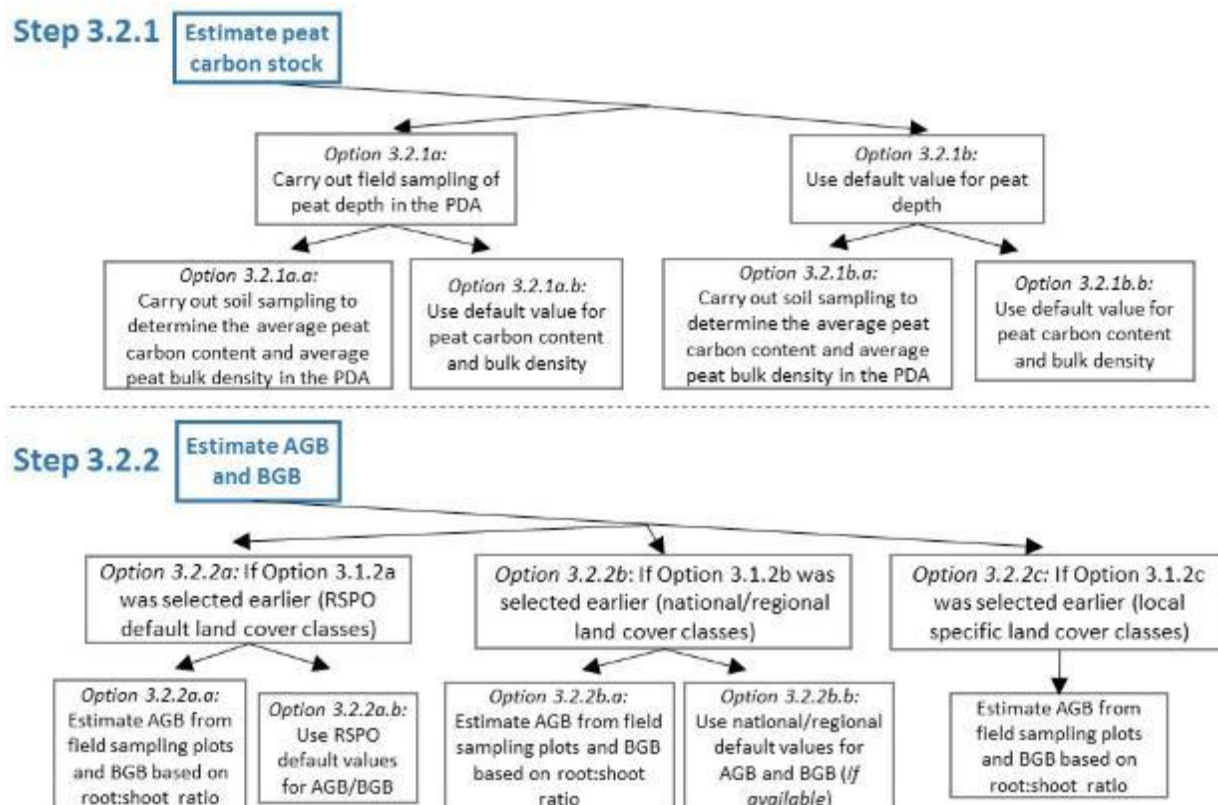 Step 3.2.1
Estimate peat
carbon stock
Option 3.2.1a:
Carry out field sampling of
peat depth in the PDA
Option 3.2.1b:
Use default value for peat
depth
Option 3.2.1a.a:
Carry out soil sampling to
determine the average peat
carbon content and average
peat bulk density in the PDA
Option 3.2.1a.b:
Use default value for
peat carbon content
and bulk density
Option 3.2.1b.a:
Carry out soil sampling to
determine the average peat
carbon content and average
peat bulk density in the PDA
Option 3.2.1b.b:
Use default value for
peat carbon content
and bulk density
Step 3.2.2
Estimate AGB
and BGB
Option 3.2.2a: If Option 3.1.2a
was selected earlier (RSPO
default land cover classes)
Option 3.2.2b: If Option 3.1.2b was
selected earlier (national/regional
land cover classes)
Option 3.2.2c: If Option 3.1.2c
was selected earlier (local
specific land cover classes)
Option 3.2.2a.a:
Estimate AGB from
field sampling plots
and BGB based on
root:shoot ratio
Option 3.2.2a.b:
Use RSPO
default values
for AGB/BGB
Option 3.2.2b.a:
Estimate AGB from field
sampling plots and BGB
based on root:shoot
ratio
Option 3.2.2b.b:
Use national/regional
default values for
AGB and BGB (If
available)
Estimate AGB from
field sampling plots
and BGB based on
root:shoot ratio